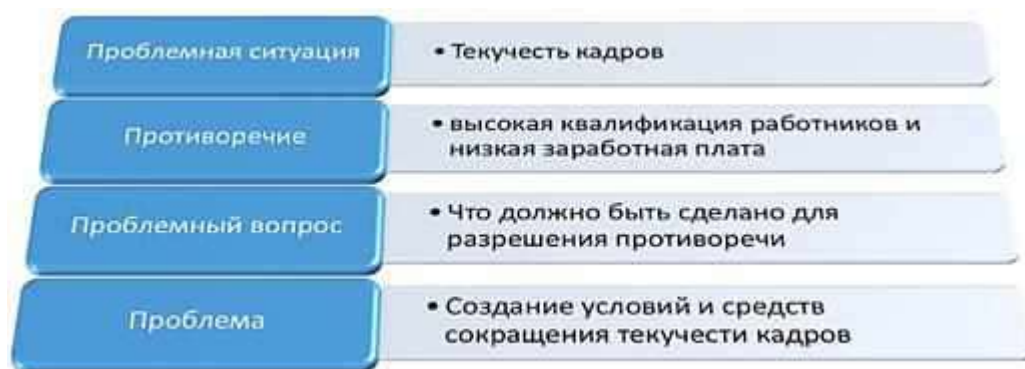 Проблемная ситуация
• Текучесть кадров
Противоречие
• высокая квалификация работников и
низкая заработная плата
Проблемный вопрос
• Что должно быть сделано для
разрешения противоречи
Проблема
• Создание условий и средств
сокращения текучести кадров